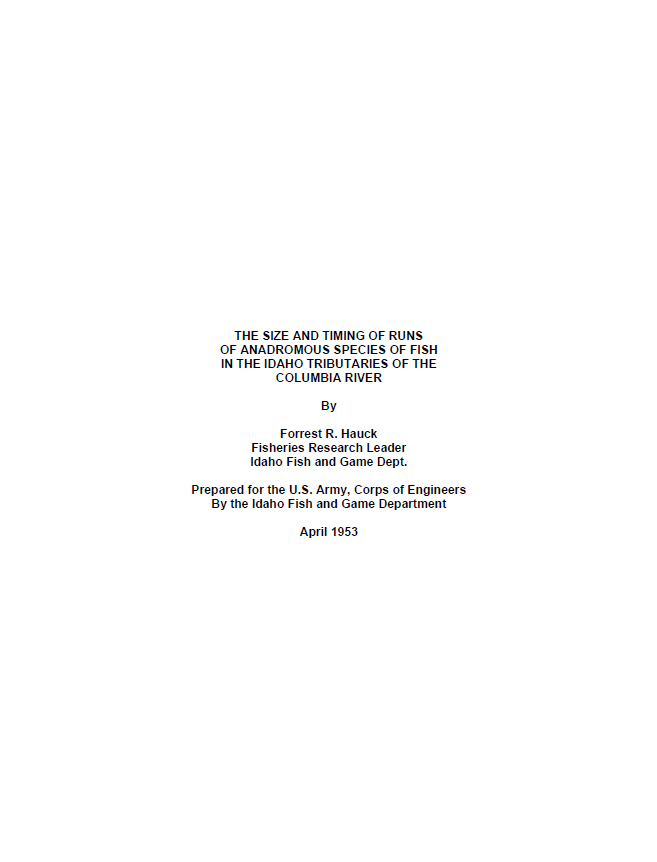 THE SIZE AND TIMING OF RUNS
OF ANADROMOUS SPECIES OF FISH
IN THE IDAHO TRIBUTARIES OF THE
COLUMBIA RIVER
By
Forrest R. Hauck
Fisheries Research Leader
Idaho Fish and Game Dept.
Prepared for the U.S. Army, Corps of Engineers
By the Idaho Fish and Game Department
April 1953